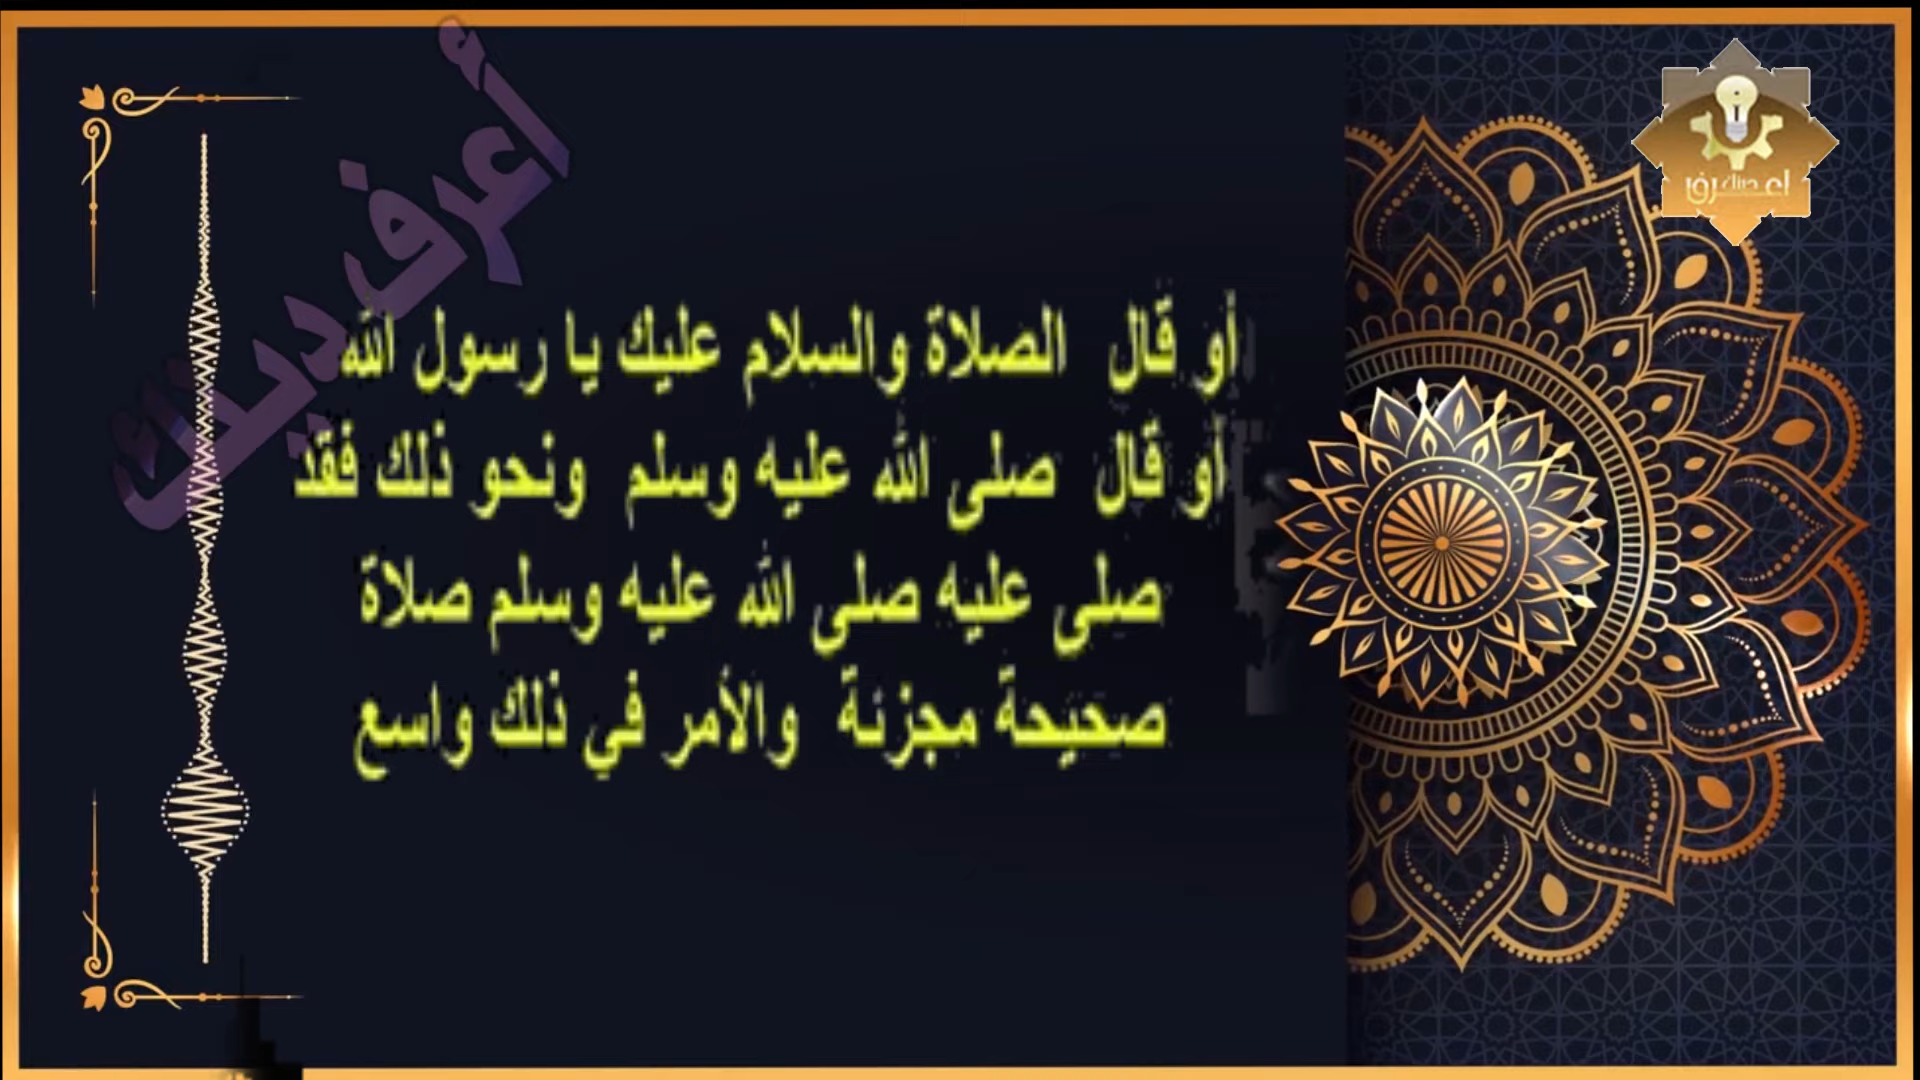 أعرف دينك
أو قال الصلاة والسلام عليك يا رسول الله
أو قال صلى الله عليه وسلم ونحو ذلك فقد
صلى عليه صلى الله عليه وسلم صلاة
صحيحة مجزئة والأمر في ذلك واسع